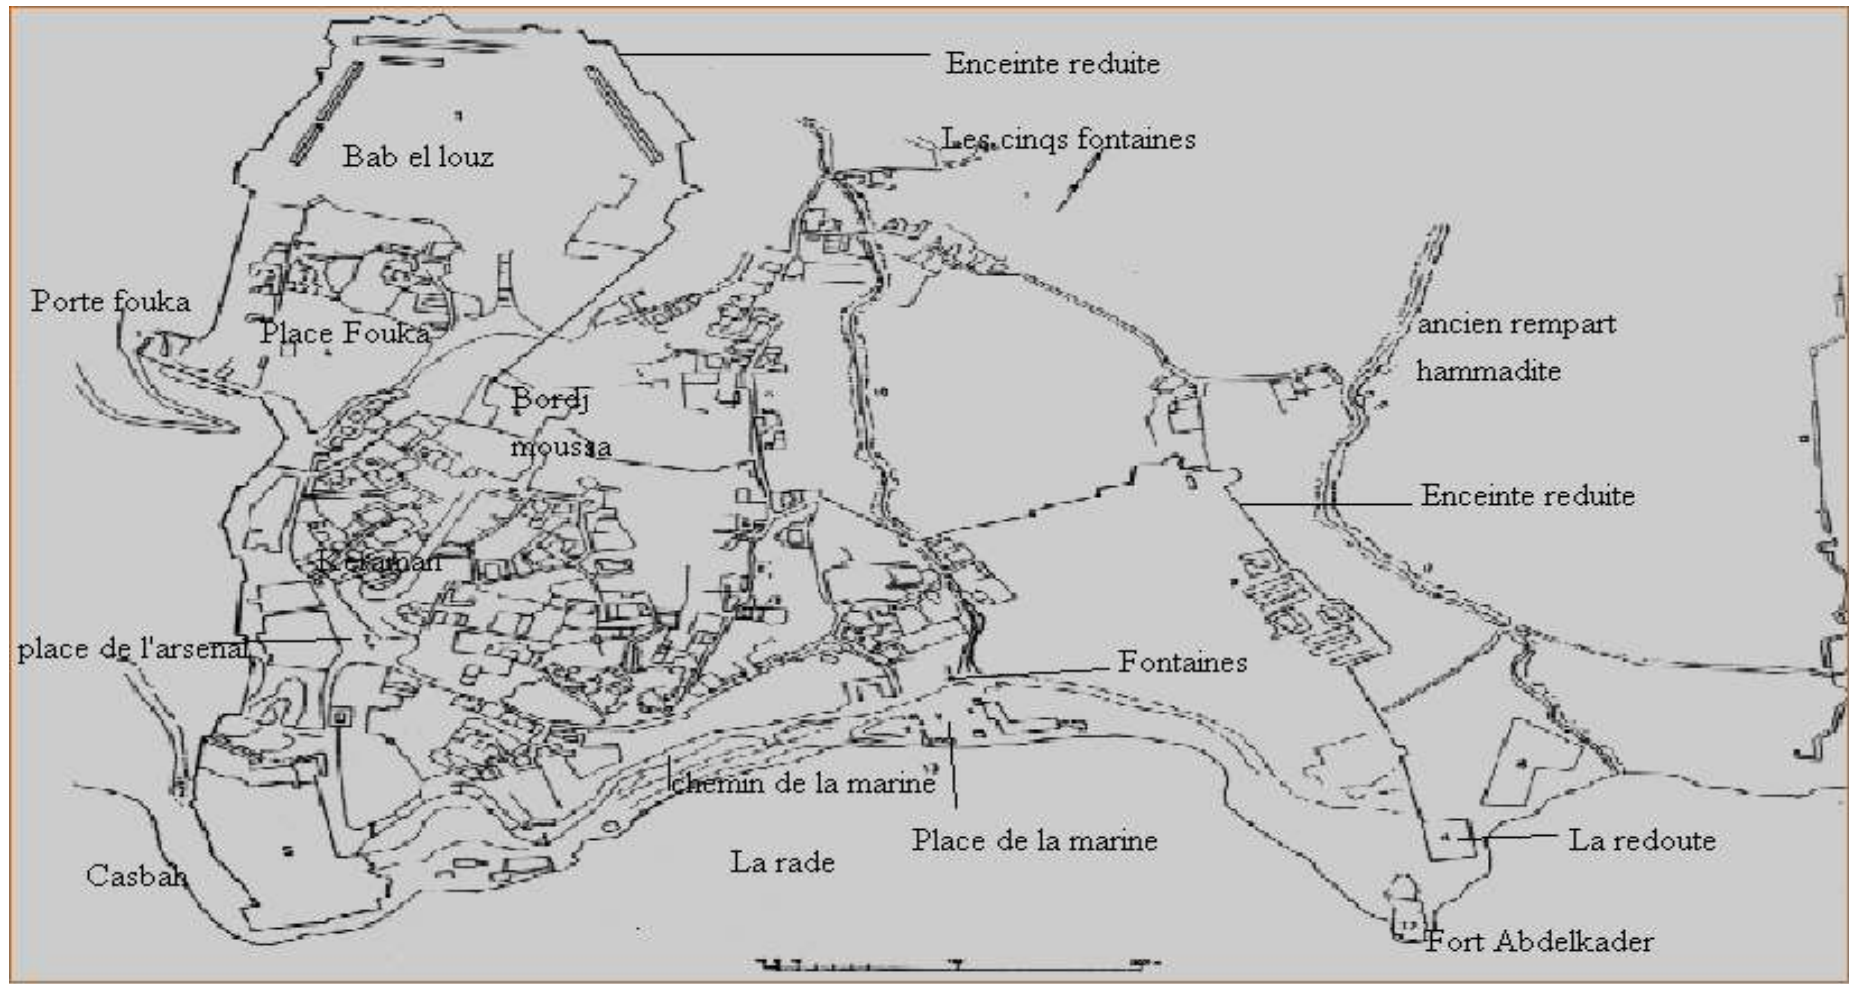 Enceinte reduite
Les cinqs fontaines
Bab el louz
Porte fouka
Place Fouka
ancien rempart
hammadite
Bordj
moussa
Enceinte reduite
Keraman
place de l'arsenal
Fontaines
chemin de la marine
Place de la marine
La redoute
La rade
Casbah
Fort Abdelkader